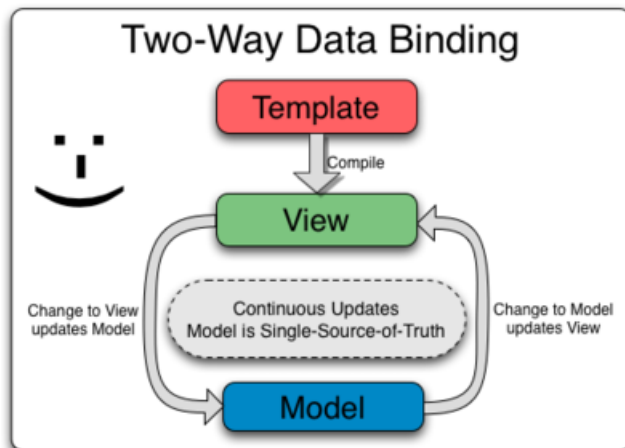 Two-Way Data Binding
Template
Compile
View
Change to View
updates Model
Continuous Updates
Model is Single-Source-of-Truth
Change to Model
updates View
Model